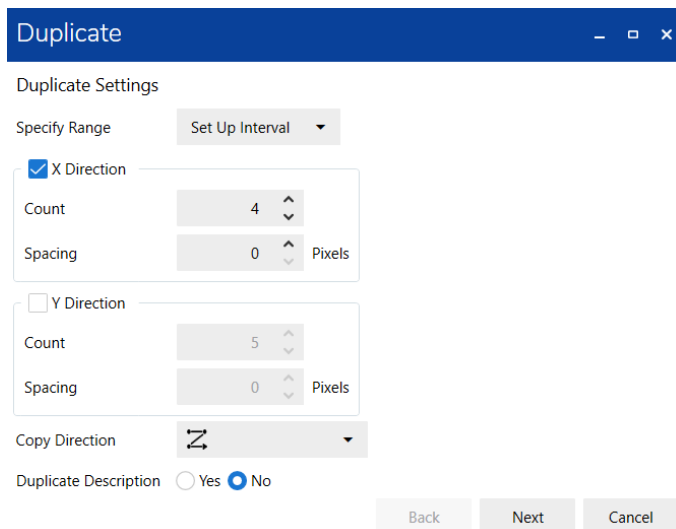 Duplicate
Duplicate Settings
Specify Range Set Up Interval
X Direction
Count 4
Spacing 0 Pixels
Y Direction
Count 5
Spacing 0 Pixels
Copy Direction
Duplicate Description Yes No
Back Next Cancel